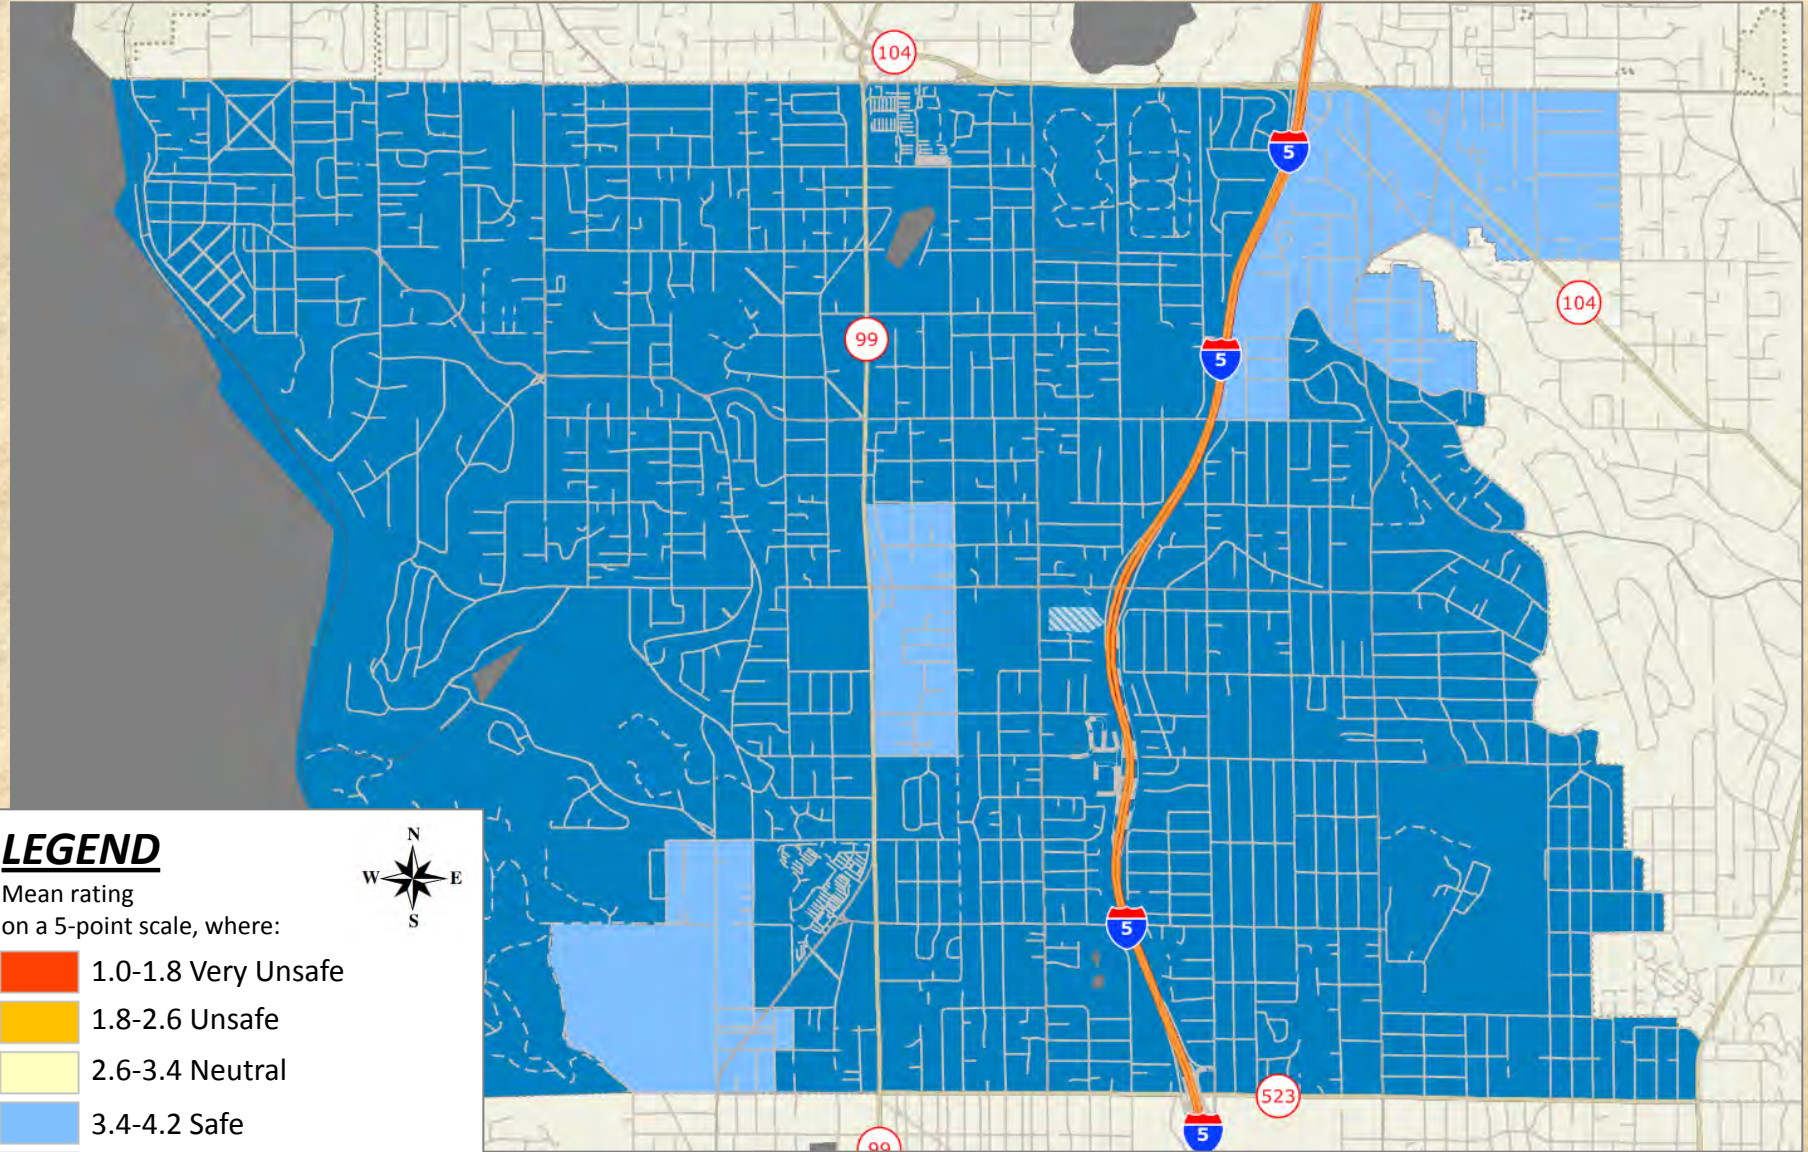 104
5
104
99
5
5
523
5
99
LEGEND
N
W E
S
Mean rating
on a 5-point scale, where:
1.0-1.8 Very Unsafe
1.8-2.6 Unsafe
2.6-3.4 Neutral
3.4-4.2 Safe